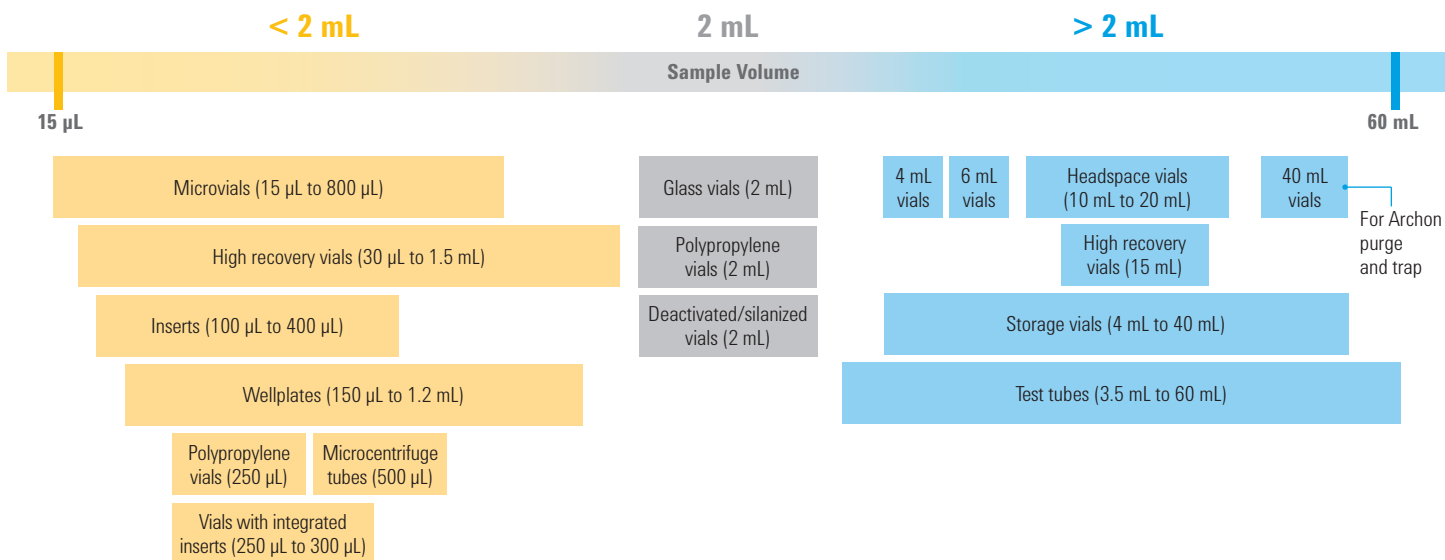 < 2 mL
2 mL
> 2 mL
Sample Volume
15 µL
60 mL
Microvials (15 µL to 800 µL)
Glass vials (2 mL)
4 mL
vials
6 mL
vials
Headspace vials
(10 mL to 20 mL)
40 mL
vials
For Archon
purge
and trap
High recovery vials (30 µL to 1.5 mL)
Polypropylene
vials (2 mL)
High recovery
vials (15 mL)
Inserts (100 µL to 400 µL)
Deactivated/silanized
vials (2 mL)
Storage vials (4 mL to 40 mL)
Wellplates (150 µL to 1.2 mL)
Test tubes (3.5 mL to 60 mL)
Polypropylene
vials (250 µL)
Microcentrifuge
tubes (500 µL)
Vials with integrated
inserts (250 µL to 300 µL)